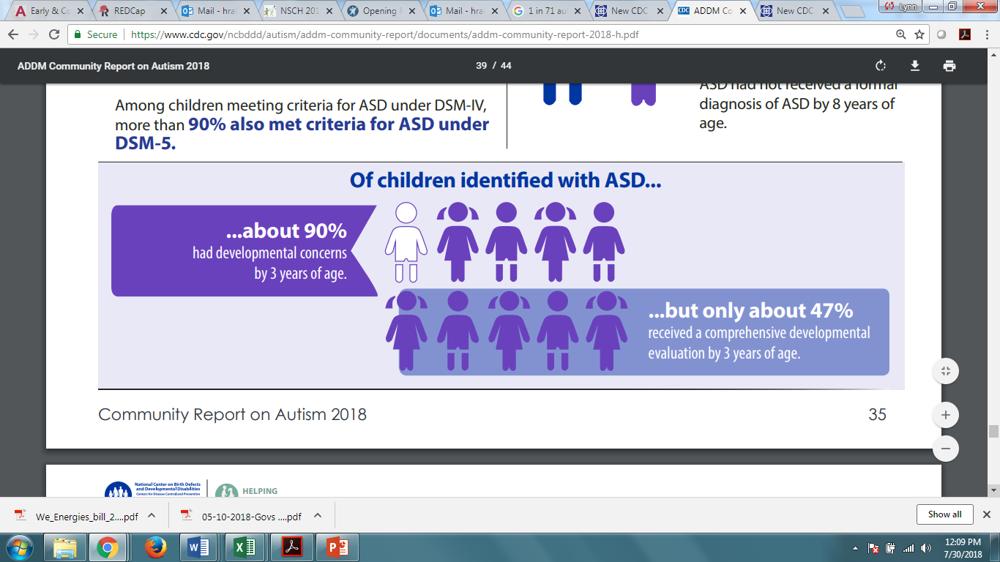 Early & Co
REDCap
Mail - hral
NSCH 201
Opening
Mail - hral
1 in 71 au
New CDC
ADDM Co
New CDC
Lynn
Secure | https://www.cdc.gov/ncbddd/autism/addm-community-report/documents/addm-community-report-2018-h.pdf
ADDM Community Report on Autism 2018
39 / 44
Among children meeting criteria for ASD under DSM-IV,
more than 90% also met criteria for ASD under
DSM-5.
ASD had not received a formal
diagnosis of ASD by 8 years of
age.
Of children identified with ASD...
...about 90%
had developmental concerns
by 3 years of age.
...but only about 47%
received a comprehensive developmental
evaluation by 3 years of age.
Community Report on Autism 2018
35
National Center on Birth Defects
and Developmental Disabilities
Centers for Disease Control and Prevention
HELPING
We_Energies_bill_2....pdf
05-10-2018-Govs ....pdf
Show all
12:09 PM
7/30/2018